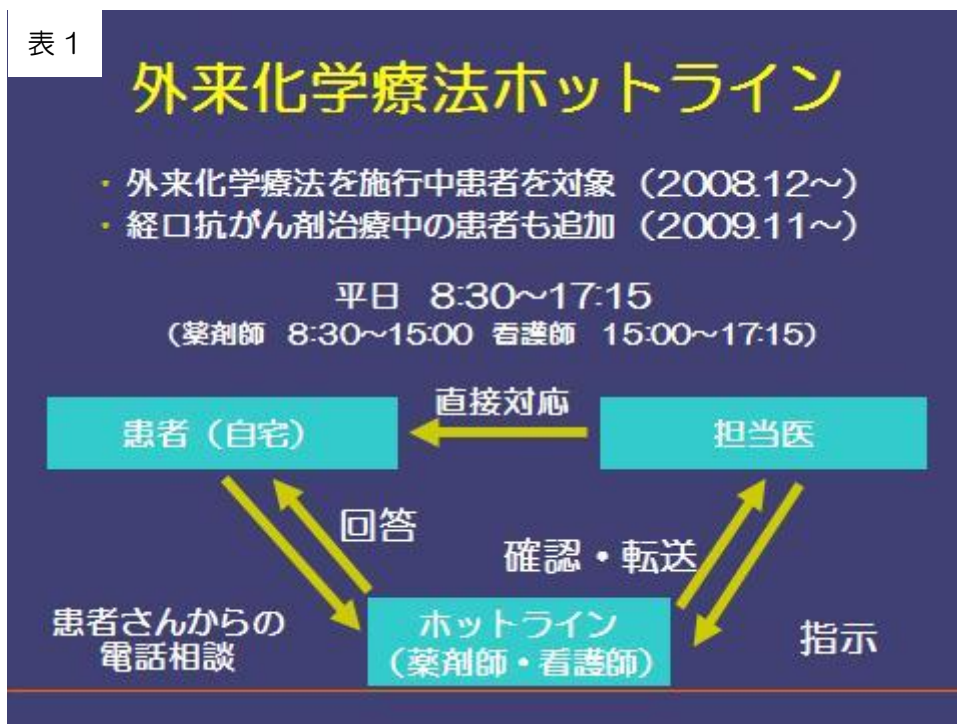 表 1
外来化学療法ホットライン
・外来化学療法を施行中患者を対象（2008.12～）
・経口抗がん剤治療中の患者も追加（2009.11～）
平日 8:30～17:15
（薬剤師 8:30～15:00 看護師 15:00～17:15）
直接対応
患者（自宅）
担当医
回答
確認・転送
患者さんからの
電話相談
ホットライン
（薬剤師・看護師）
指示